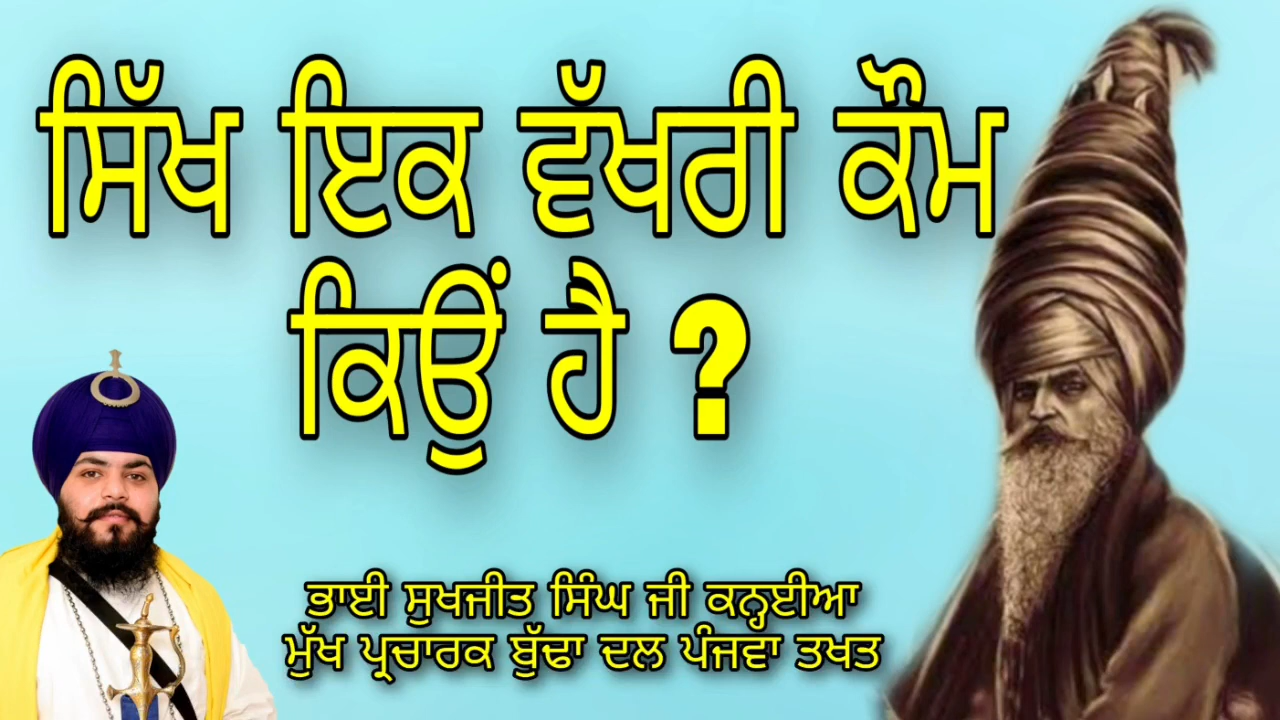 ਸਿੱਖ ਇਕ ਵੱਖਰੀ ਕੌਮ
ਕਿਉਂ ਹੈ ?
ਭਾਈ ਸੁਖਜੀਤ ਸਿੰਘ ਜੀ ਕਨ੍ਹਈਆ
ਮੁੱਖ ਪ੍ਰਚਾਰਕ ਬੁੱਢਾ ਦਲ ਪੰਜਵਾ ਤਖਤ